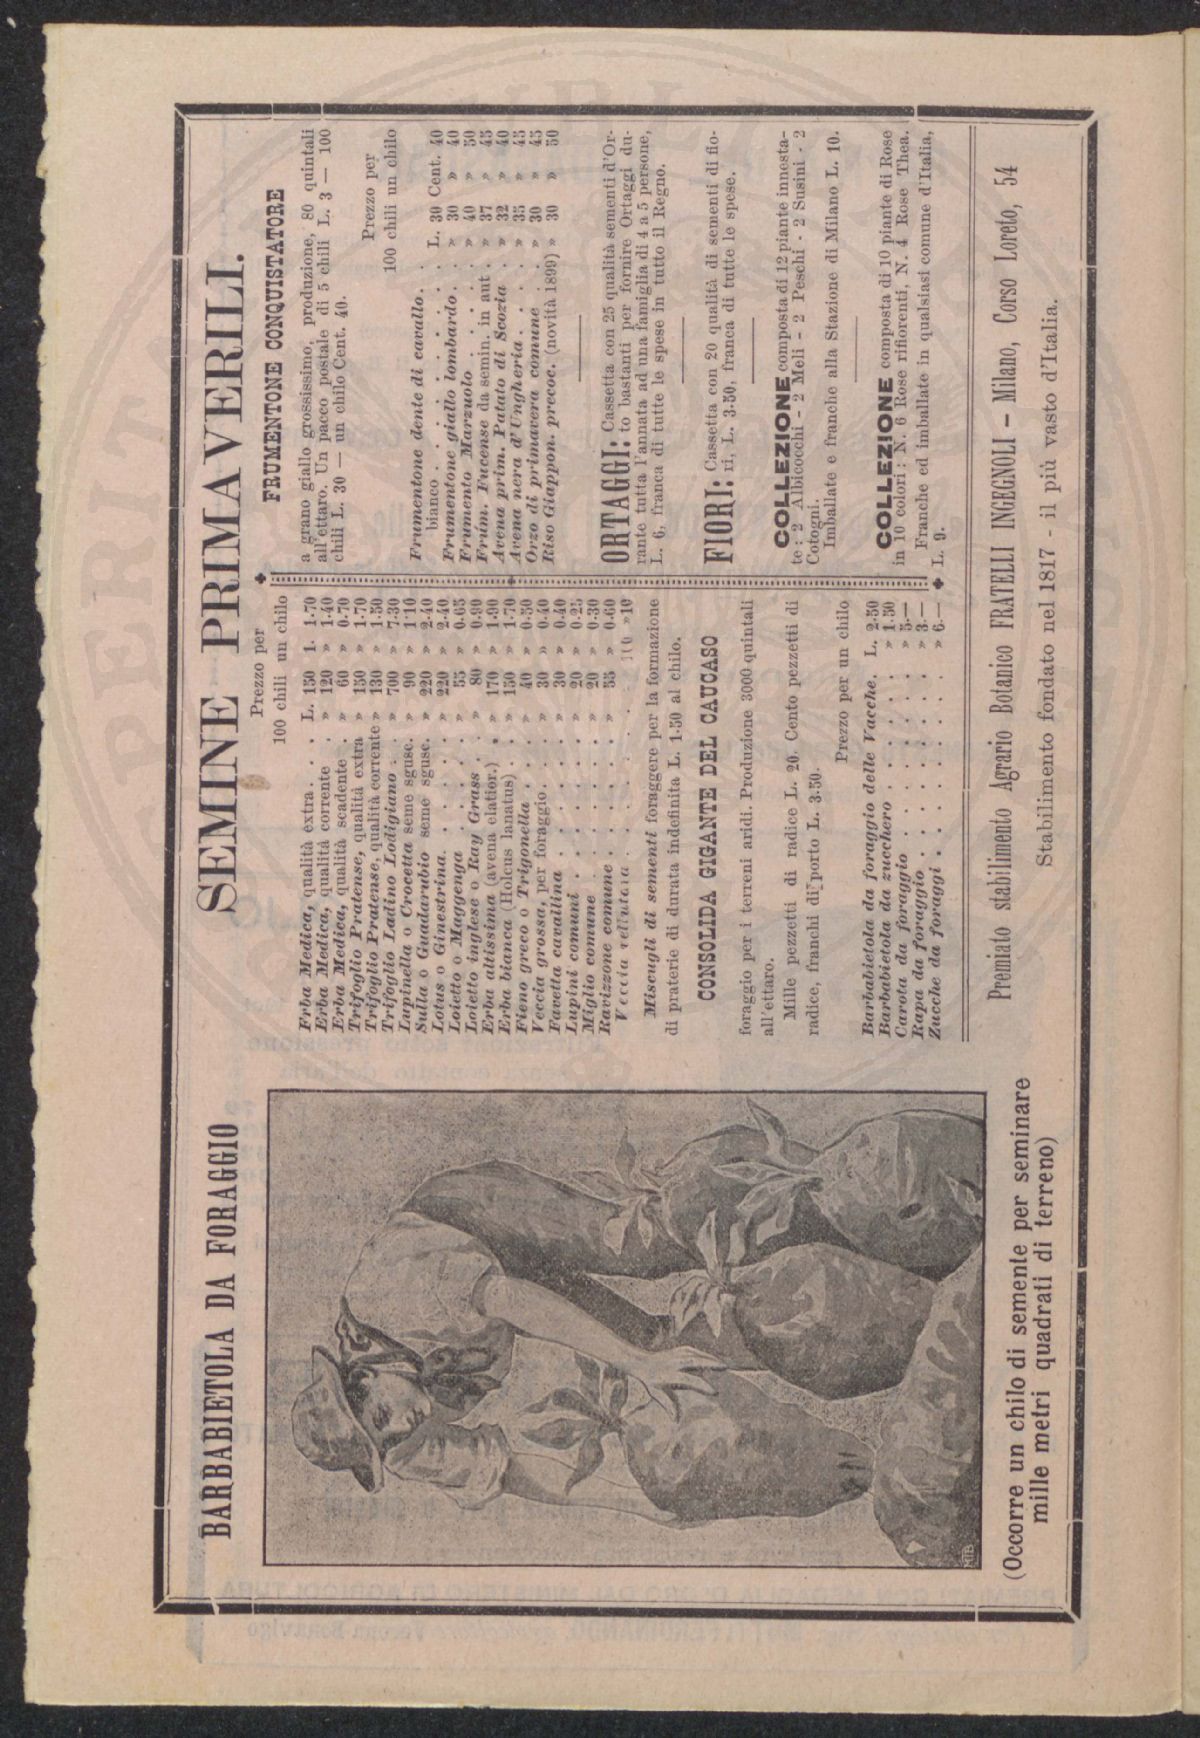 BARBABIETOLA DA FORAGGIO
MTB
(Occorre un chilo di semente per seminare
mille metri quadrati di terreno)
SEMINE PRIMAVERILI.
Prezzo per
100 chili un chilo
Erba Medica, qualità extra . . L. 150 l. 1.70
Erba Medica, qualità corrente . » 120 » 1.40
Erba Medica, qualità scadente . » 60 » 0.70
Trifoglio Pratense, qualità extra » 150 » 1.70
Trifoglio Pratense, qualità corrente » 130 » 1.50
Trifoglio Ladino Lodigiano . . » 700 » 7.30
Lupinella o Crocetta seme sgusc. » 90 » 1.10
Sulla o Guadarubio seme sgusc. » 220 » 2.40
Lotus o Ginestrina . . . . . » 220 » 2.40
Loietto o Maggenga . . . . . » 55 » 0.65
Loietto inglese o Ray Grass . » 80 » 0.90
Erba altissima (avena elatior.) » 170 » 1.90
Erba bianca (Holcus lanatus) . » 150 » 1.70
Fieno greco o Trigonella . . . » 40 » 0.50
Veccia grossa, per foraggio . . » 30 » 0.40
Favetta cavallina . . . . . . » 30 » 0.40
Lupini comuni . . . . . . . » 20 » 0.25
Miglio comune . . . . . . . » 20 » 0.30
Ravizzone comune . . . . . » 55 » 0.60
Veccia vellutata . . . . . . 100 »
Miscugli di sementi foraggere per la formazione
di praterie di durata indefinita L. 1.50 al chilo.
CONSOLIDA GIGANTE DEL CAUCASO
foraggio per i terreni aridi. Produzione 3000 quintali
all'ettaro.
Mille pezzetti di radice L. 20. Cento pezzetti di
radice, franchi di porto L. 3.50.
Prezzo per un chilo
Barbabietola da foraggio delle Vacche. L. 2.50
Barbabietola da zucchero . . . . . » 1.50
Carota da foraggio . . . . . . . » 5.—
Rapa da foraggio . . . . . . . . » 3.—
Zucche da foraggi . . . . . . . » 6.—
FRUMENTONE CONQUISTATORE
a grano giallo grossissimo, produzione, 80 quintali
all'ettaro. Un pacco postale di 5 chili L. 3 — 100
chili L. 30 — un chilo Cent. 40.
Prezzo per
100 chili un chilo
Frumentone dente di cavallo . .
bianco . . . . . . . . . L. 30 Cent. 40
Frumentone giallo lombardo . . » 30 » 40
Frumento Marzuolo . . . . . » 40 » 50
Frum. Fucense da semin. in aut . » 37 » 45
Avena prim. Patato di Scozia . » 32 » 40
Avena nera d'Ungheria . . . . » 35 » 45
Orzo di primavera comune . . » 30 » 45
Riso Giappon. precoc. (novità 1899) » 30 » 50
ORTAGGI: Cassetta con 25 qualità sementi d'Or-
to bastanti per fornire Ortaggi du-
rante tutta l'annata ad una famiglia di 4 a 5 persone,
L. 6, franca di tutte le spese in tutto il Regno.
FIORI: Cassetta con 20 qualità di sementi di fio-
ri, L. 3.50, franca di tutte le spese.
COLLEZIONE composta di 12 piante innesta-
te: 2 Albicocchi - 2 Meli - 2 Peschi - 2 Susini - 2
Cotogni.
Imballate e franche alla Stazione di Milano L. 10.
COLLEZIONE composta di 10 piante di Rose
in 10 colori: N. 6 Rose rifiorenti, N. 4 Rose Thea.
Franche ed imballate in qualsiasi comune d'Italia,
L. 9.
Premiato stabilimento Agrario Botanico FRATELLI INGEGNOLI — Milano, Corso Loreto, 54
Stabilimento fondato nel 1817 - il più vasto d'Italia.